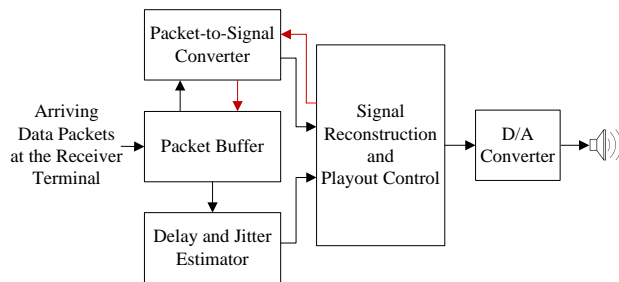 Packet-to-Signal
Converter
Arriving
Data Packets
at the Receiver
Terminal
Packet Buffer
Delay and Jitter
Estimator
Signal
Reconstruction
and
Playout Control
D/A
Converter